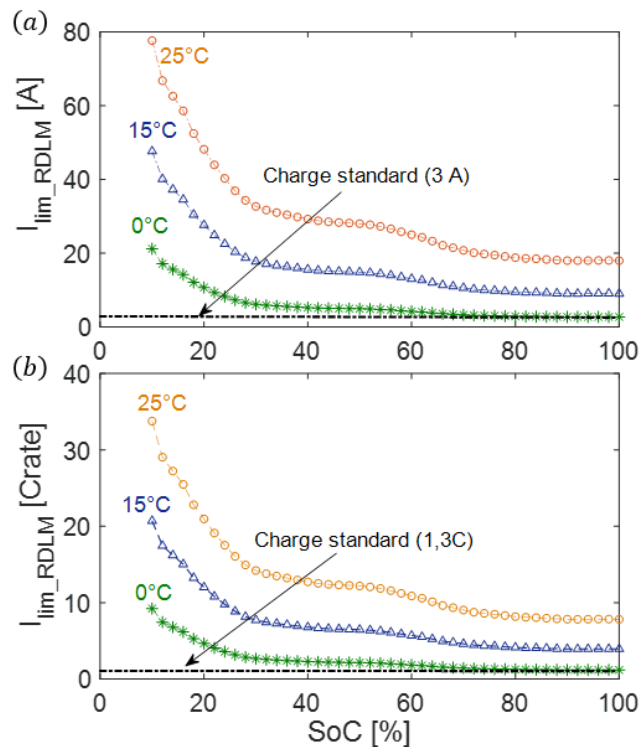 (a)
80
60
40
20
0
I_lim_RDLM [A]
25°C
15°C
0°C
Charge standard (3 A)
0 20 40 60 80 100
(b)
40
30
20
10
0
I_lim_RDLM [Crate]
25°C
15°C
0°C
Charge standard (1,3C)
0 20 40 60 80 100
SoC [%]